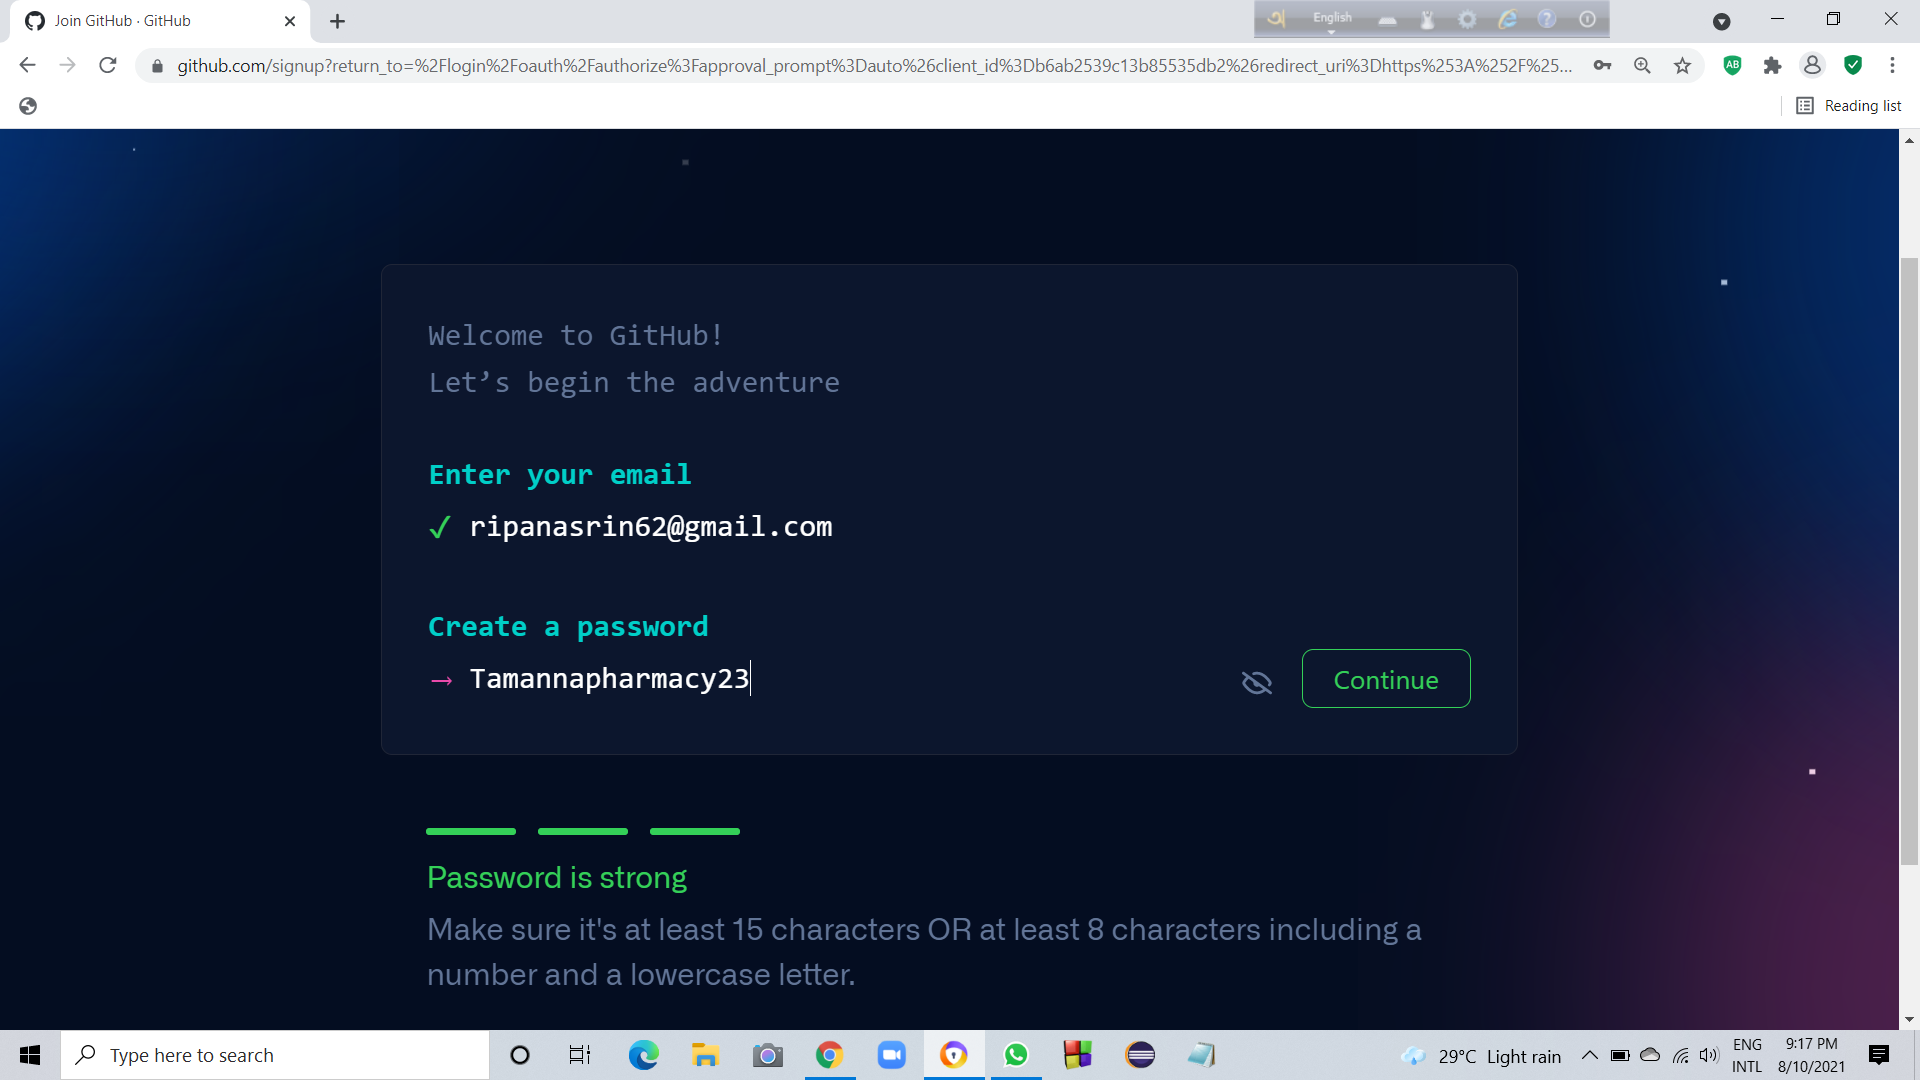 Join GitHub · GitHub
English
github.com/signup?return_to=%2Flogin%2Foauth%2Fauthorize%3Fapproval_prompt%3Dauto%26client_id%3Db6ab2539c13b85535db2%26redirect_uri%3Dhttps%253A%252F%25...
AB
Reading list
Welcome to GitHub!
Let’s begin the adventure
Enter your email
✓ ripanasrin62@gmail.com
Create a password
→ Tamannapharmacy23
Continue
Password is strong
Make sure it's at least 15 characters OR at least 8 characters including a
number and a lowercase letter.
Type here to search
29°C Light rain
ENG
INTL
9:17 PM
8/10/2021